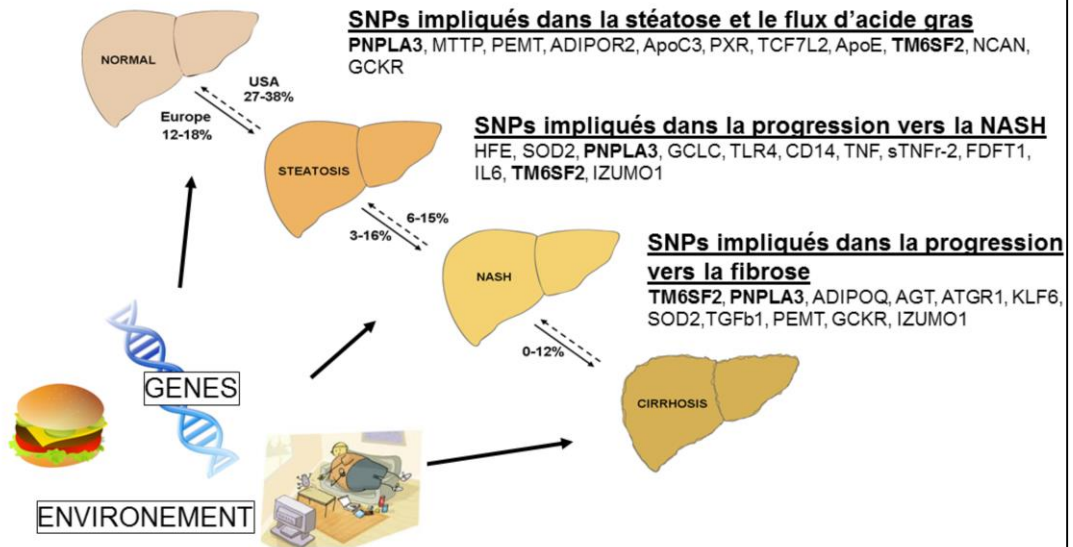 SNPs impliqués dans la stéatose et le flux d’acide gras
PNPLA3, MTTP, PEMT, ADIPOR2, ApoC3, PXR, TCF7L2, ApoE, TM6SF2, NCAN,
GCKR
NORMAL
USA
27-38%
Europe
12-18%
SNPs impliqués dans la progression vers la NASH
HFE, SOD2, PNPLA3, GCLC, TLR4, CD14, TNF, sTNFr-2, FDFT1,
IL6, TM6SF2, IZUMO1
STEATOSIS
6-15%
3-16%
SNPs impliqués dans la progression
vers la fibrose
TM6SF2, PNPLA3, ADIPOQ, AGT, ATGR1, KLF6,
SOD2,TGFb1, PEMT, GCKR, IZUMO1
NASH
0-12%
CIRRHOSIS
GENES
ENVIRONEMENT